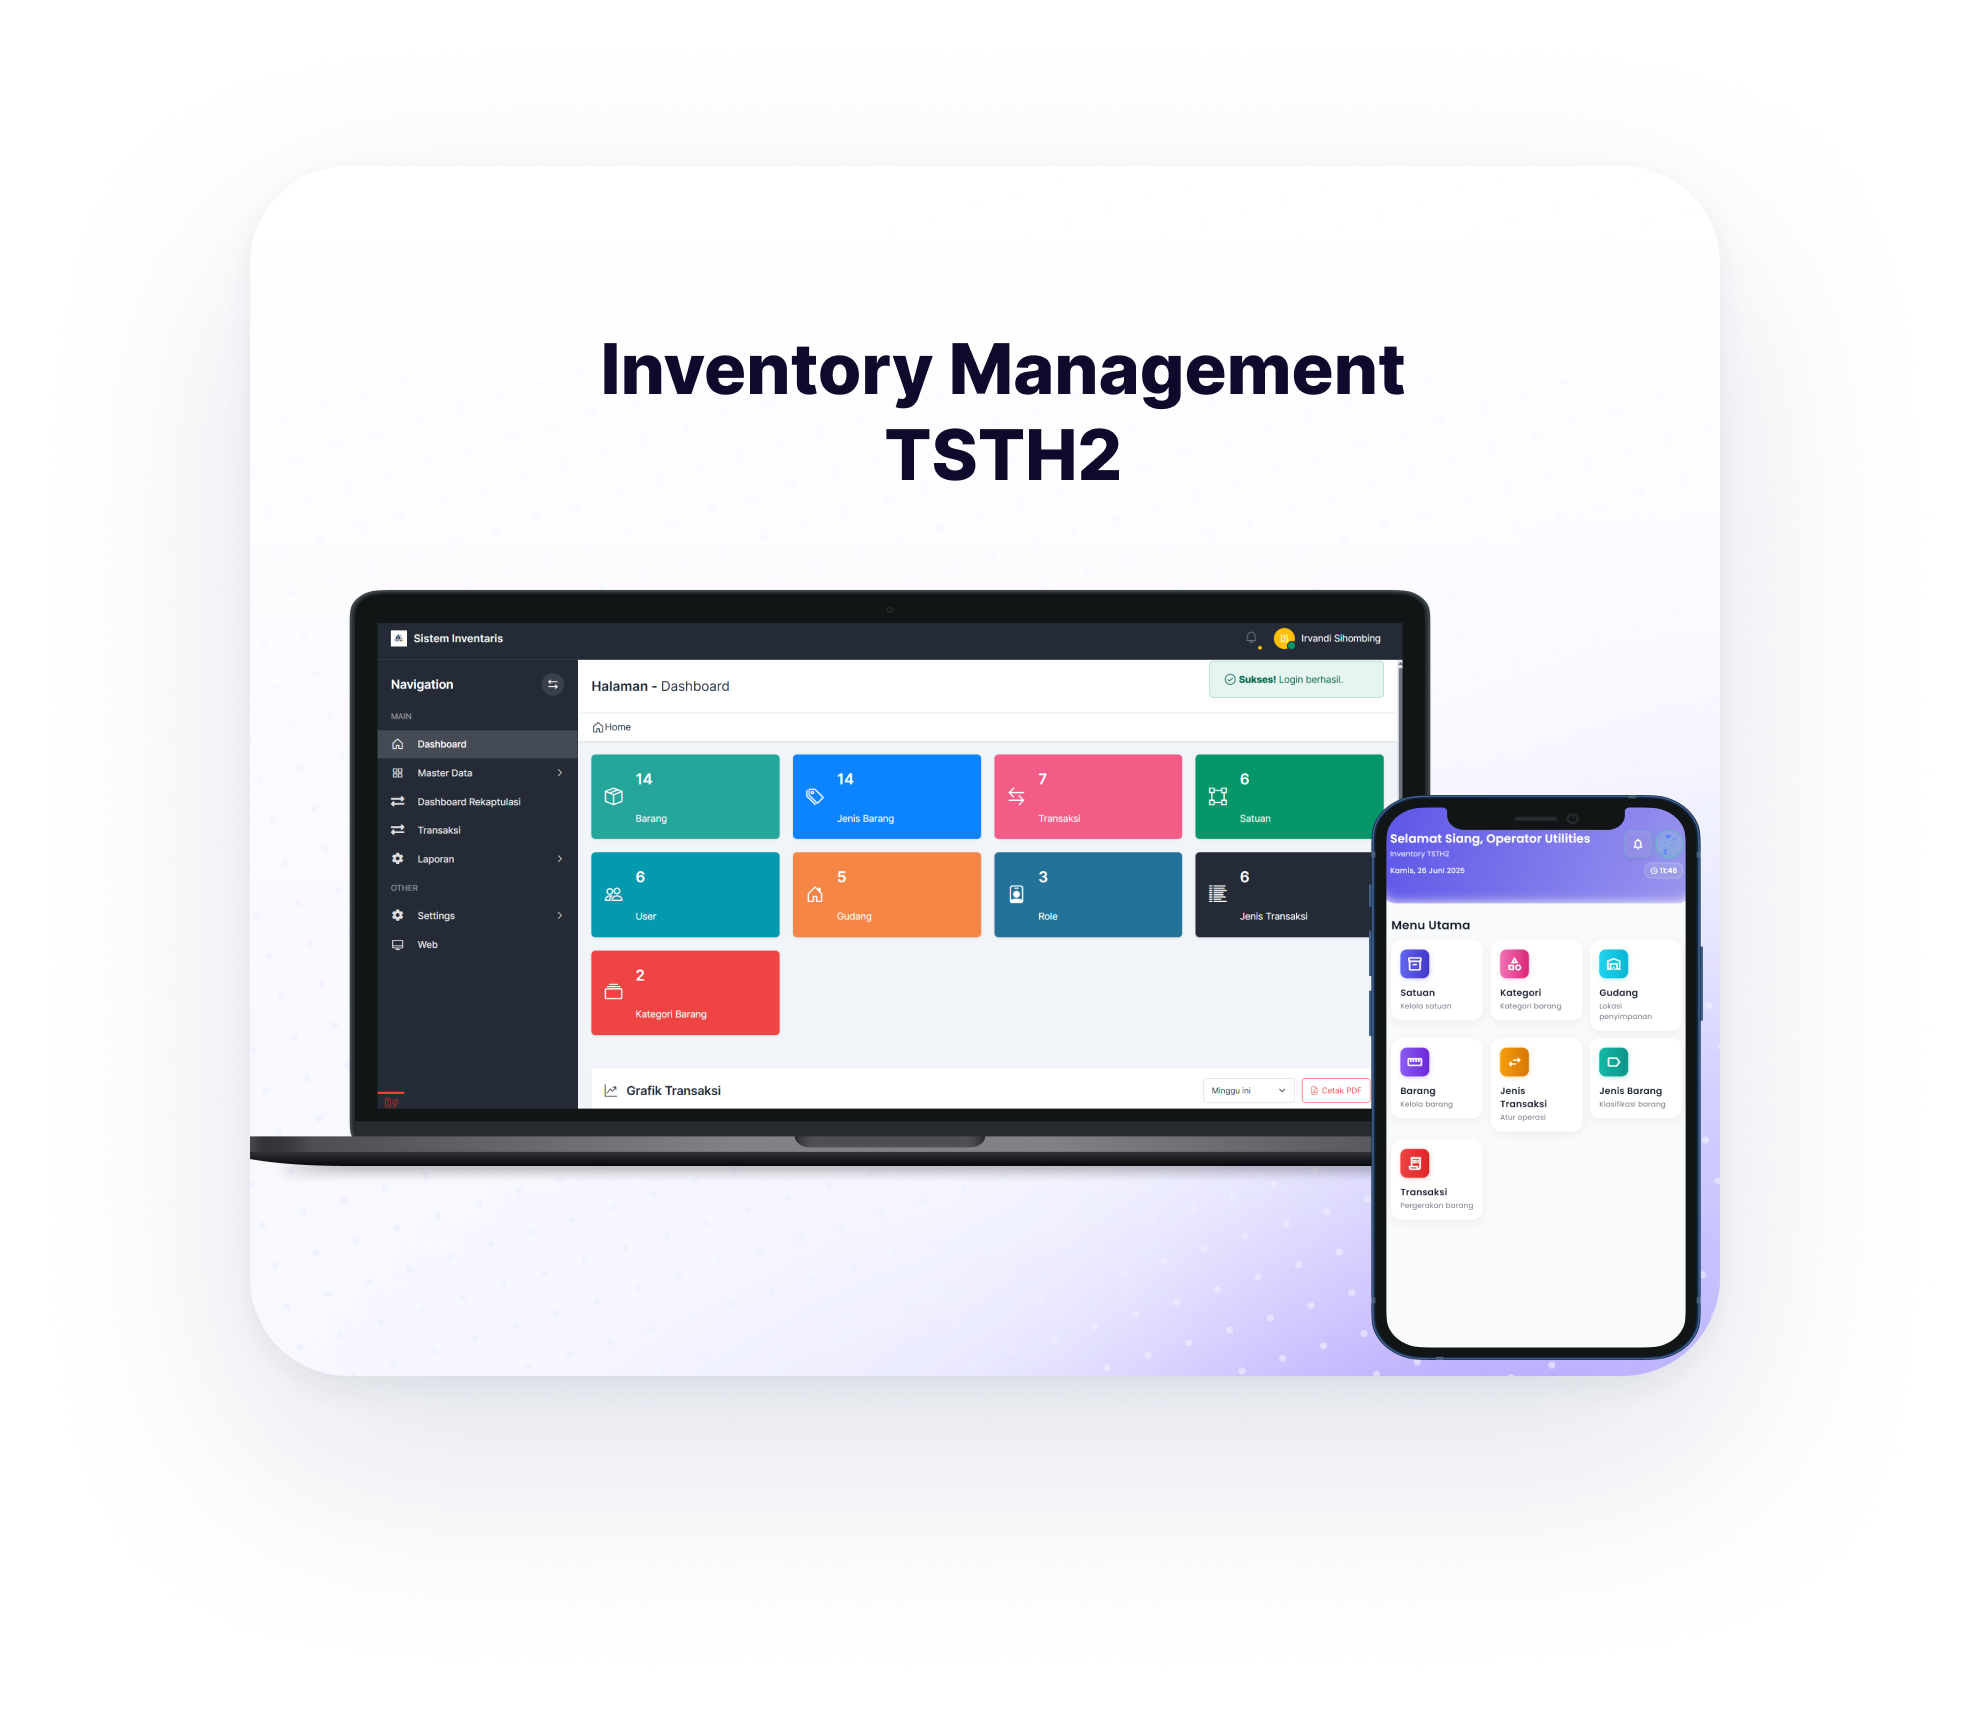 Inventory Management
TSTH2
Sistem Inventaris
IS
Irvandi Sihombing
Navigation
MAIN
Dashboard
Master Data
Dashboard Rekaptulasi
Transaksi
Laporan
OTHER
Settings
Web
Halaman - Dashboard
Sukses! Login berhasil.
Home
14
Barang
14
Jenis Barang
7
Transaksi
6
Satuan
6
User
5
Gudang
3
Role
6
Jenis Transaksi
2
Kategori Barang
Grafik Transaksi
Minggu ini
Cetak PDF
Selamat Siang, Operator Utilities
Inventory TSTH2
Kamis, 26 Juni 2025
11:46
Menu Utama
Satuan
Kelola satuan
Kategori
Kategori barang
Gudang
Lokasi
penyimpanan
Barang
Kelola barang
Jenis
Transaksi
Atur operasi
Jenis Barang
Klasifikasi barang
Transaksi
Pergerakan barang